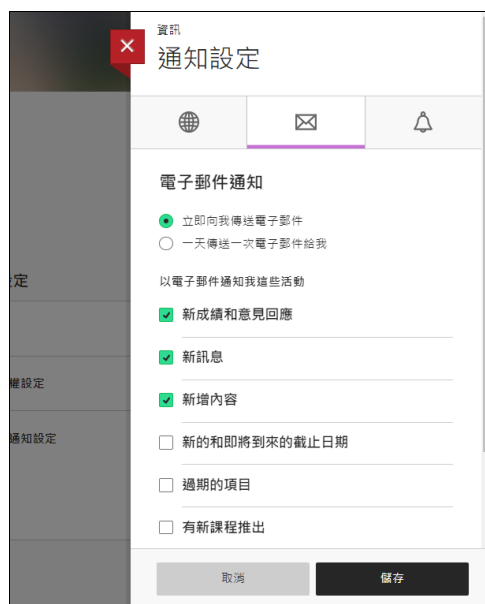 資訊
通知設定
電子郵件通知
立即向我傳送電子郵件
一天傳送一次電子郵件給我
以電子郵件通知我這些活動
新成績和意見回應
新訊息
新增內容
新的和即將到來的截止日期
過期的項目
有新課程推出
取消
儲存
定
權設定
通知設定